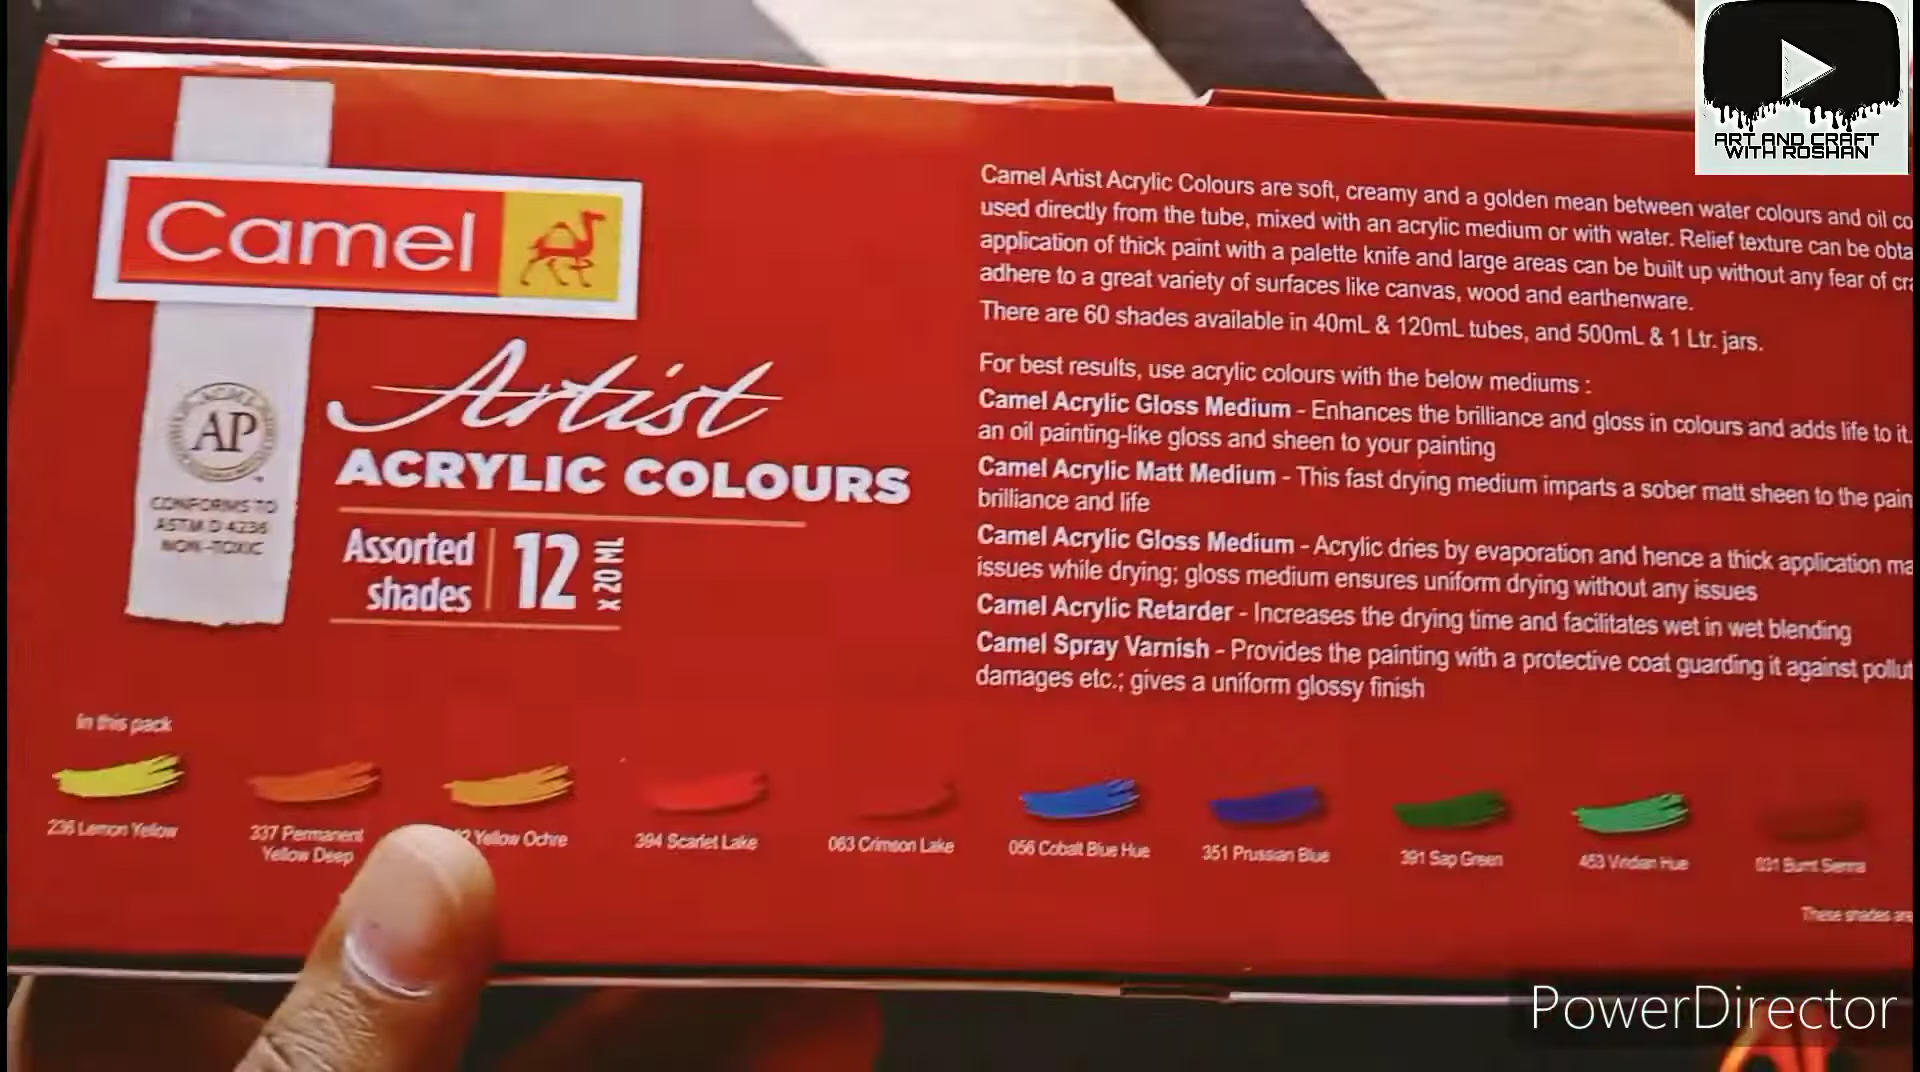 ART AND CRAFT
WITH ROSHAN
Camel
AP
CONFORMS TO
ASTM D 4236
NON-TOXIC
Artist
ACRYLIC COLOURS
Assorted
shades
12
x 20 ML
Camel Artist Acrylic Colours are soft, creamy and a golden mean between water colours and oil co
used directly from the tube, mixed with an acrylic medium or with water. Relief texture can be obta
application of thick paint with a palette knife and large areas can be built up without any fear of cra
adhere to a great variety of surfaces like canvas, wood and earthenware.
There are 60 shades available in 40mL & 120mL tubes, and 500mL & 1 Ltr. jars.
For best results, use acrylic colours with the below mediums :
Camel Acrylic Gloss Medium - Enhances the brilliance and gloss in colours and adds life to it.
an oil painting-like gloss and sheen to your painting
Camel Acrylic Matt Medium - This fast drying medium imparts a sober matt sheen to the pain
brilliance and life
Camel Acrylic Gloss Medium - Acrylic dries by evaporation and hence a thick application ma
issues while drying; gloss medium ensures uniform drying without any issues
Camel Acrylic Retarder - Increases the drying time and facilitates wet in wet blending
Camel Spray Varnish - Provides the painting with a protective coat guarding it against pollut
damages etc.; gives a uniform glossy finish
In this pack
236 Lemon Yellow
337 Permanent
Yellow Deep
2 Yellow Ochre
394 Scarlet Lake
063 Crimson Lake
056 Cobalt Blue Hue
351 Prussian Blue
391 Sap Green
453 Viridian Hue
031 Burnt Sienna
These shades are
PowerDirector